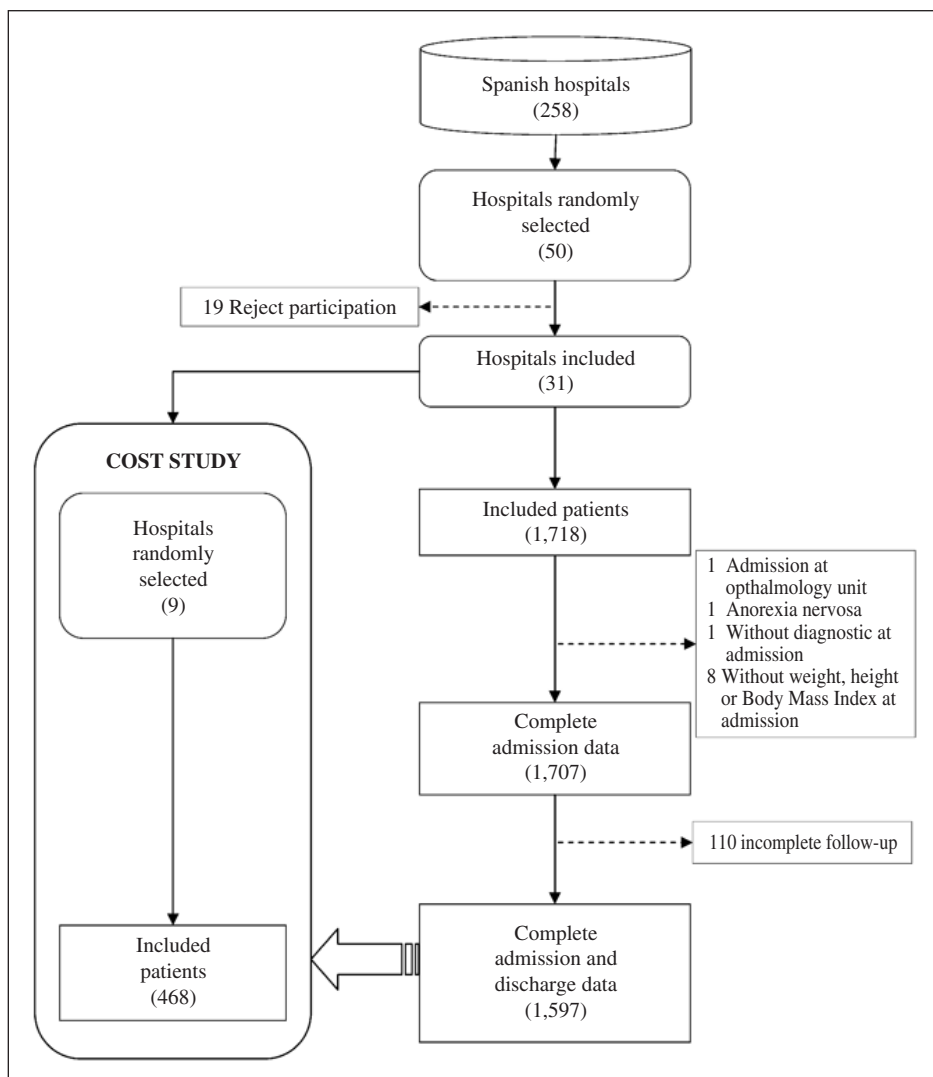 Spanish hospitals
(258)
Hospitals randomly
selected
(50)
19 Reject participation
Hospitals included
(31)
COST STUDY
Hospitals
randomly
selected
(9)
Included patients
(1,718)
1 Admission at
opthalmology unit
1 Anorexia nervosa
1 Without diagnostic at
admission
8 Without weight, height
or Body Mass Index at
admission
Complete
admission data
(1,707)
110 incomplete follow-up
Included
patients
(468)
Complete
admission and
discharge data
(1,597)